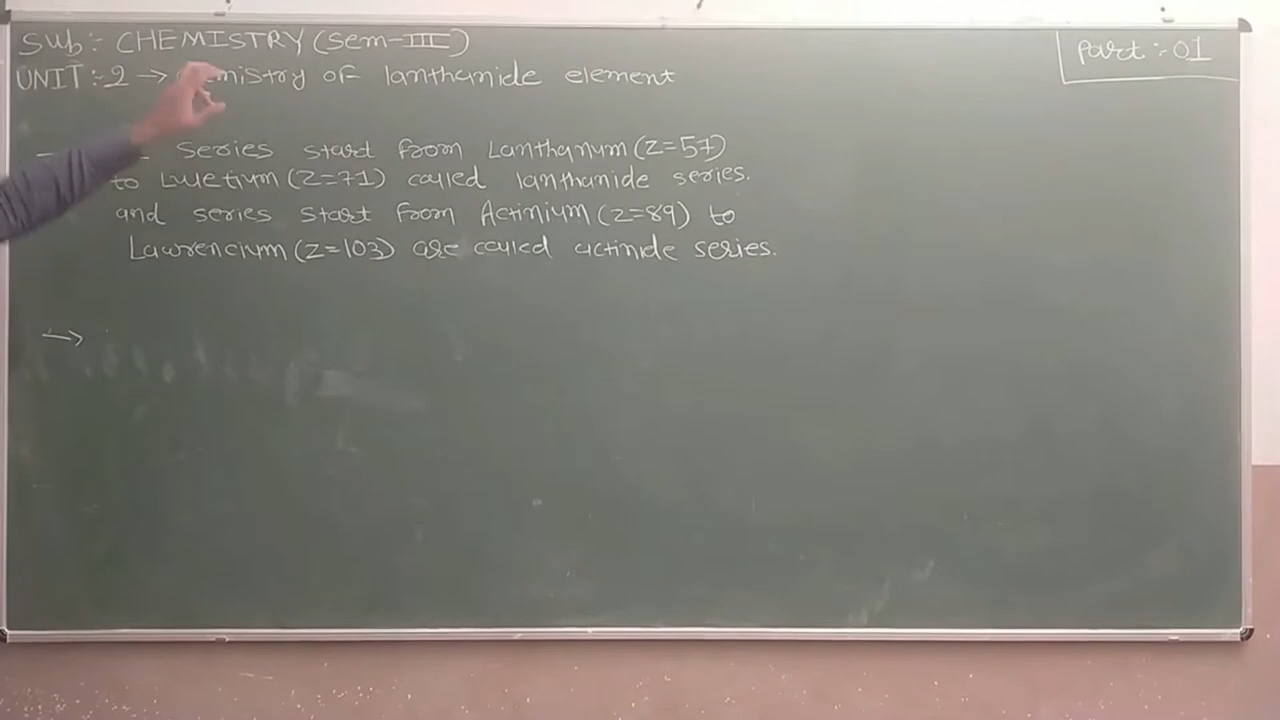 Sub:- CHEMISTRY (Sem-III)
Part :- 01
UNIT :- 2 → Chemistry of lanthanide element
series start from Lanthanum (Z=57)
to Luetium (Z=71) called lanthanide series.
and series start from Actinium (Z=89) to
Lawrencium (Z=103) are called actinide series.
→